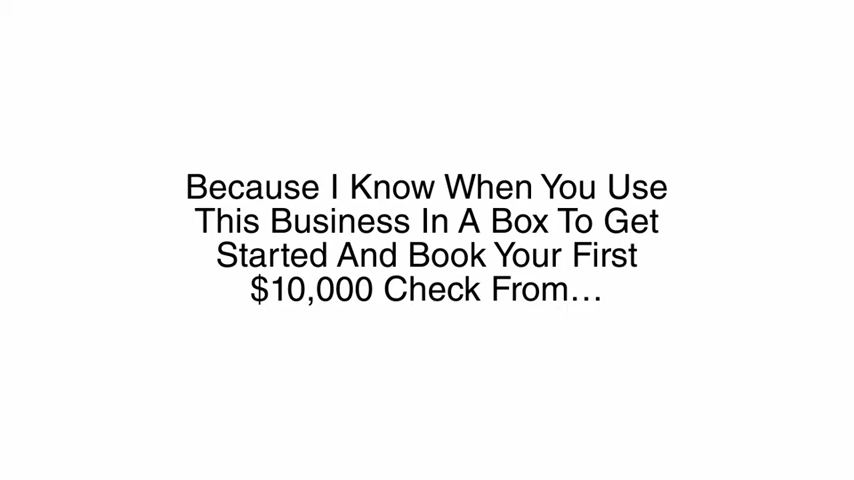 Because I Know When You Use
This Business In A Box To Get
Started And Book Your First
$10,000 Check From…